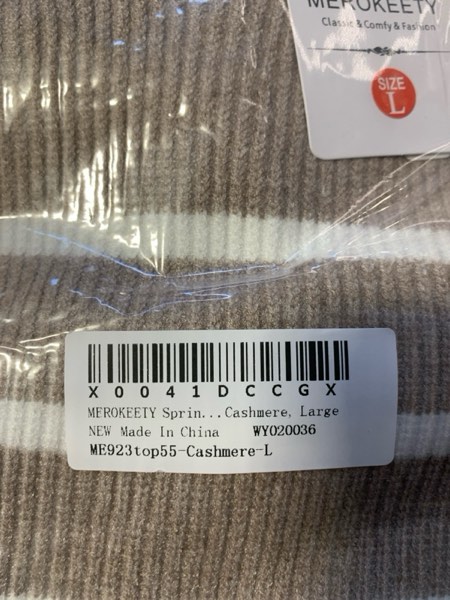 MEROKEETY
Classic & Comfy & Fashion
SIZE
L
X0041DCCGX
MEROKEETY Sprin...Cashmere, Large
NEW Made In China WY020036
ME923top55-Cashmere-L